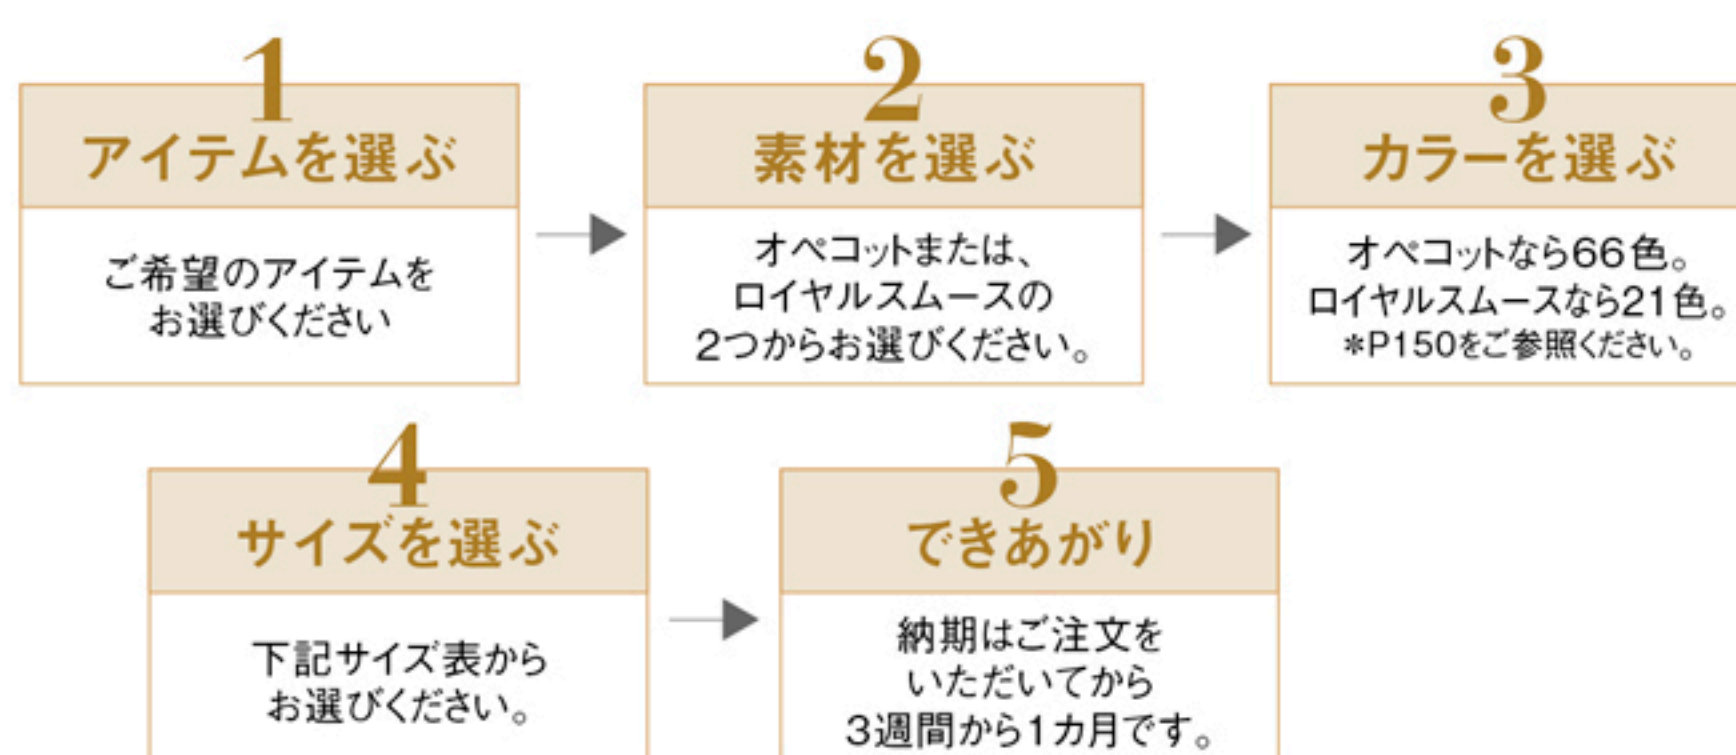 1
アイテムを選ぶ
ご希望のアイテムを
お選びください
2
素材を選ぶ
オペコットまたは、
ロイヤルスムースの
2つからお選びください。
3
カラーを選ぶ
オペコットなら66色。
ロイヤルスムースなら21色。
*P150をご参照ください。
4
サイズを選ぶ
下記サイズ表から
お選びください。
5
できあがり
納期はご注文を
いただいてから
3週間から1カ月です。